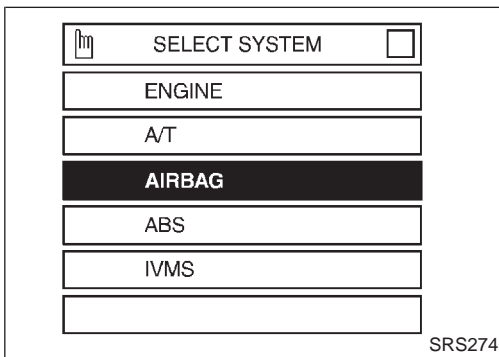 SELECT SYSTEM
ENGINE
A/T
AIRBAG
ABS
IVMS
SRS274